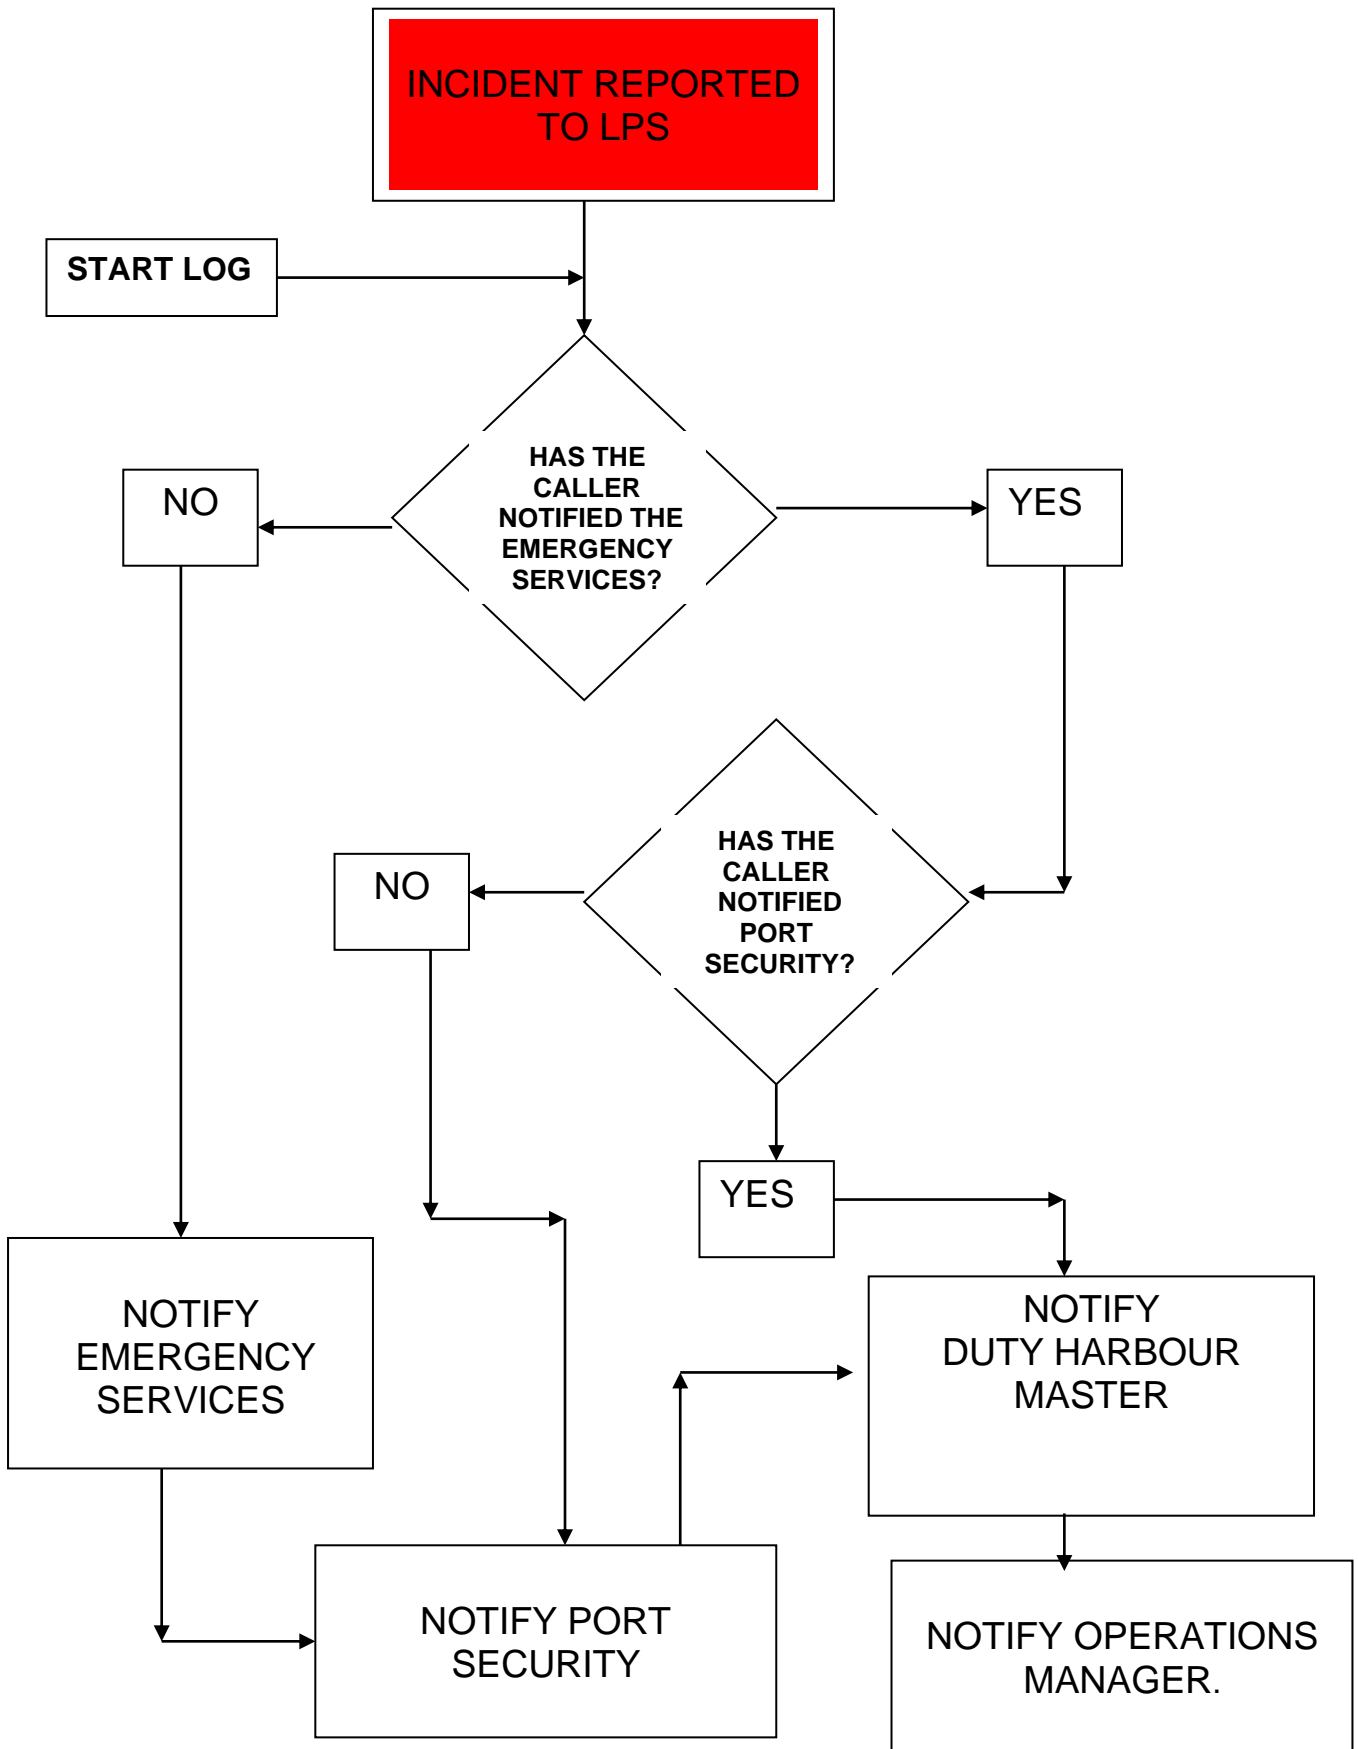 INCIDENT REPORTED
TO LPS
START LOG
HAS THE
CALLER
NOTIFIED THE
EMERGENCY
SERVICES?
NO
YES
HAS THE
CALLER
NOTIFIED
PORT
SECURITY?
NO
YES
NOTIFY
EMERGENCY
SERVICES
NOTIFY
DUTY HARBOUR
MASTER
NOTIFY PORT
SECURITY
NOTIFY OPERATIONS
MANAGER.